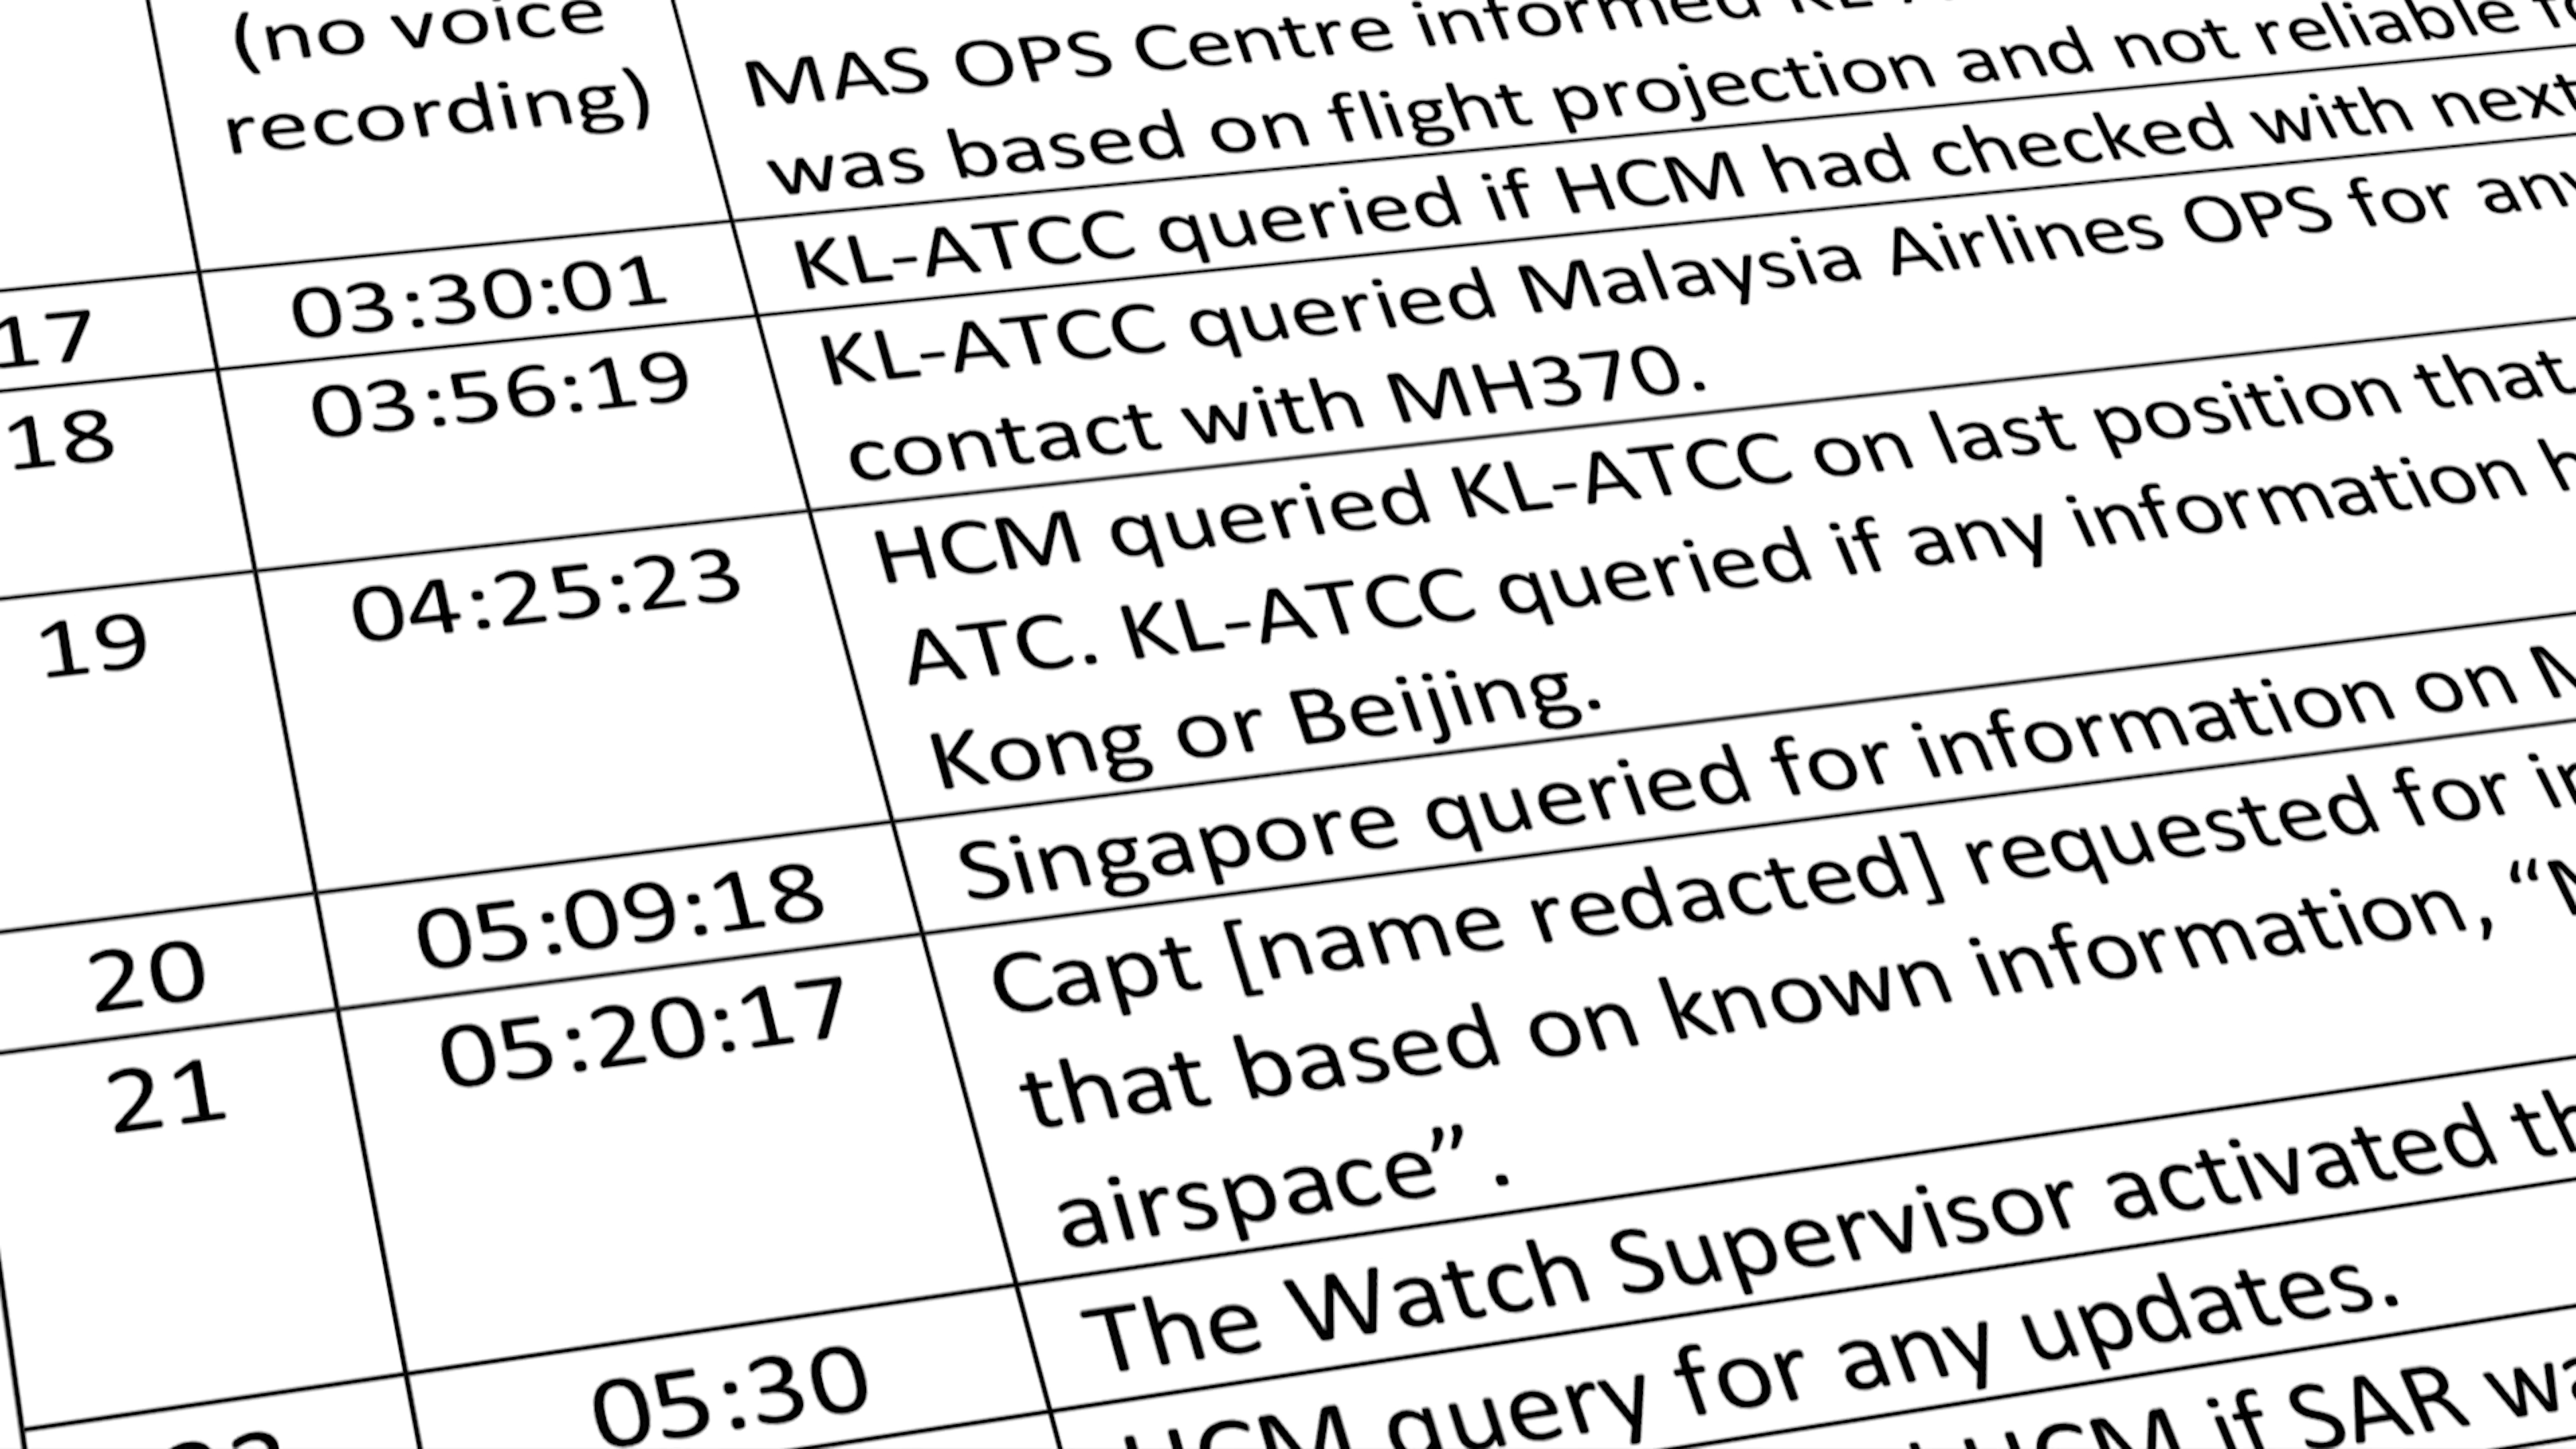 (no voice
recording)
MAS OPS Centre informed
was based on flight projection and not reliable
17 03:30:01 KL-ATCC queried if HCM had checked with next
18 03:56:19 KL-ATCC queried Malaysia Airlines OPS for any
contact with MH370.
19 04:25:23 HCM queried KL-ATCC on last position that
ATC. KL-ATCC queried if any information
Kong or Beijing.
20 05:09:18 Singapore queried for information on
21 05:20:17 Capt [name redacted] requested for
that based on known information, “
airspace”.
05:30 The Watch Supervisor activated
HCM query for any updates.
HCM if SAR